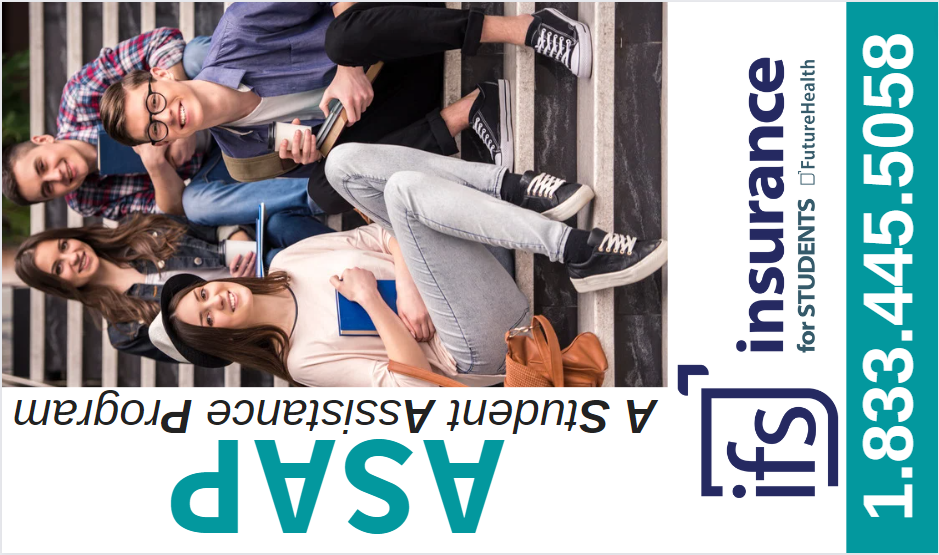 ASAP
A Student Assistance Program
ifs
insurance
for STUDENTS
FutureHealth
1.833.445.5058